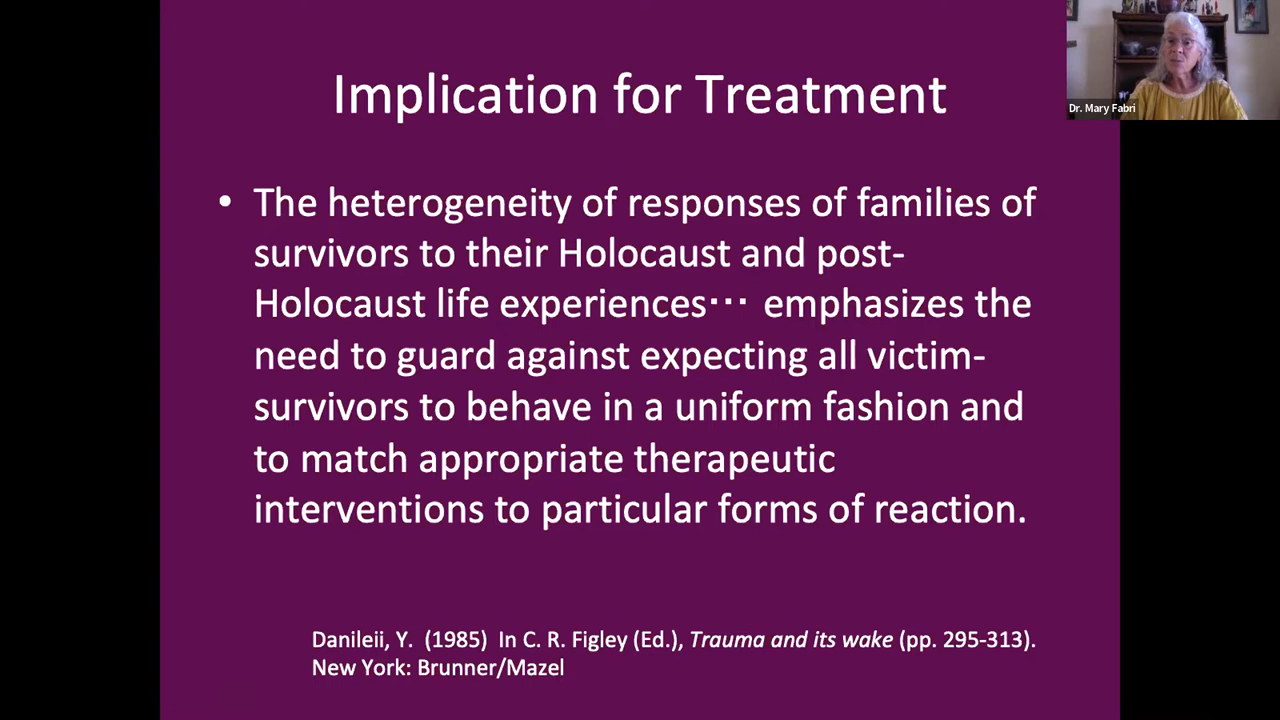 Implication for Treatment
Dr. Mary Fabri
• The heterogeneity of responses of families of
survivors to their Holocaust and post-
Holocaust life experiences··· emphasizes the
need to guard against expecting all victim-
survivors to behave in a uniform fashion and
to match appropriate therapeutic
interventions to particular forms of reaction.
Danileii, Y.  (1985)  In C. R. Figley (Ed.), Trauma and its wake (pp. 295-313).
New York: Brunner/Mazel